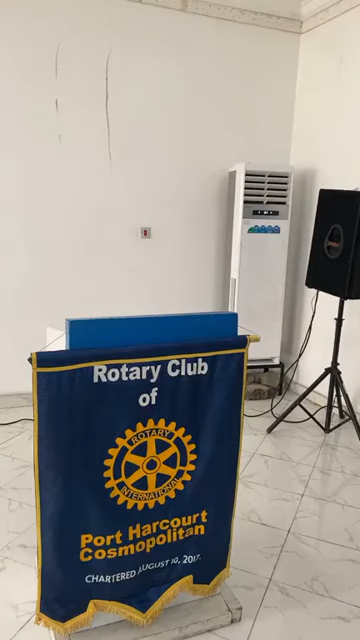 Rotary Club
of
ROTARY
INTERNATIONAL
Port Harcourt
Cosmopolitan
CHARTERED AUGUST 10, 2017.